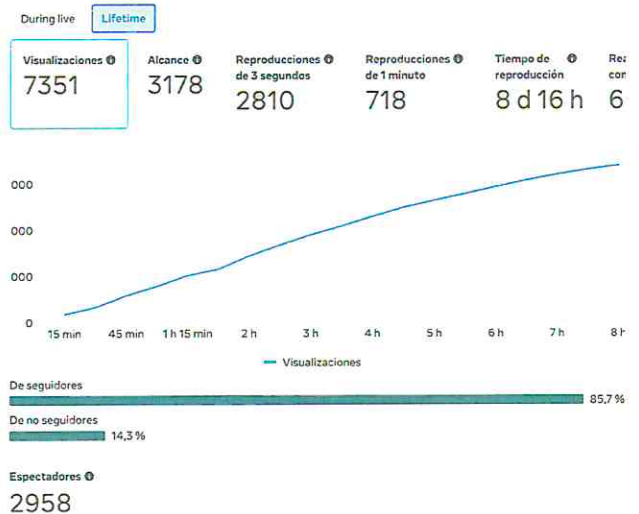 During live Lifetime
Visualizaciones Alcance Reproducciones de 3 segundos Reproducciones de 1 minuto Tiempo de reproducción
7351 3178 2810 718 8 d 16 h 6
000
000
000
0
15 min 45 min 1 h 15 min 2 h 3 h 4 h 5 h 6 h 7 h 8 h
Visualizaciones
De seguidores
85,7 %
De no seguidores
14,3 %
Espectadores
2958